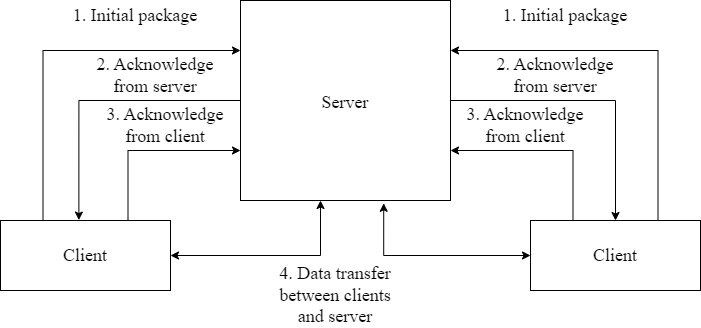 1. Initial package
1. Initial package
2. Acknowledge
from server
2. Acknowledge
from server
Server
3. Acknowledge
from client
3. Acknowledge
from client
Client
Client
4. Data transfer
between clients
and server